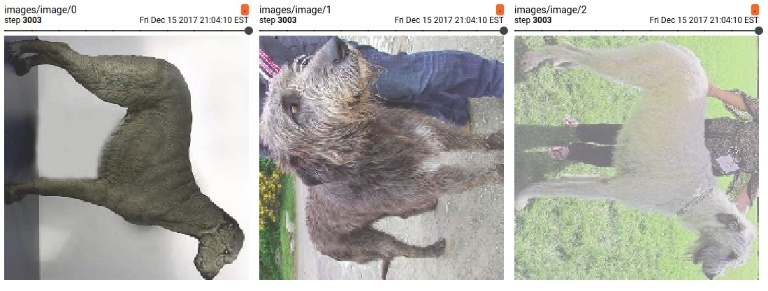 images/image/0
step 3003 Fri Dec 15 2017 21:04:10 EST
images/image/1
step 3003 Fri Dec 15 2017 21:04:10 EST
images/image/2
step 3003 Fri Dec 15 2017 21:04:10 EST